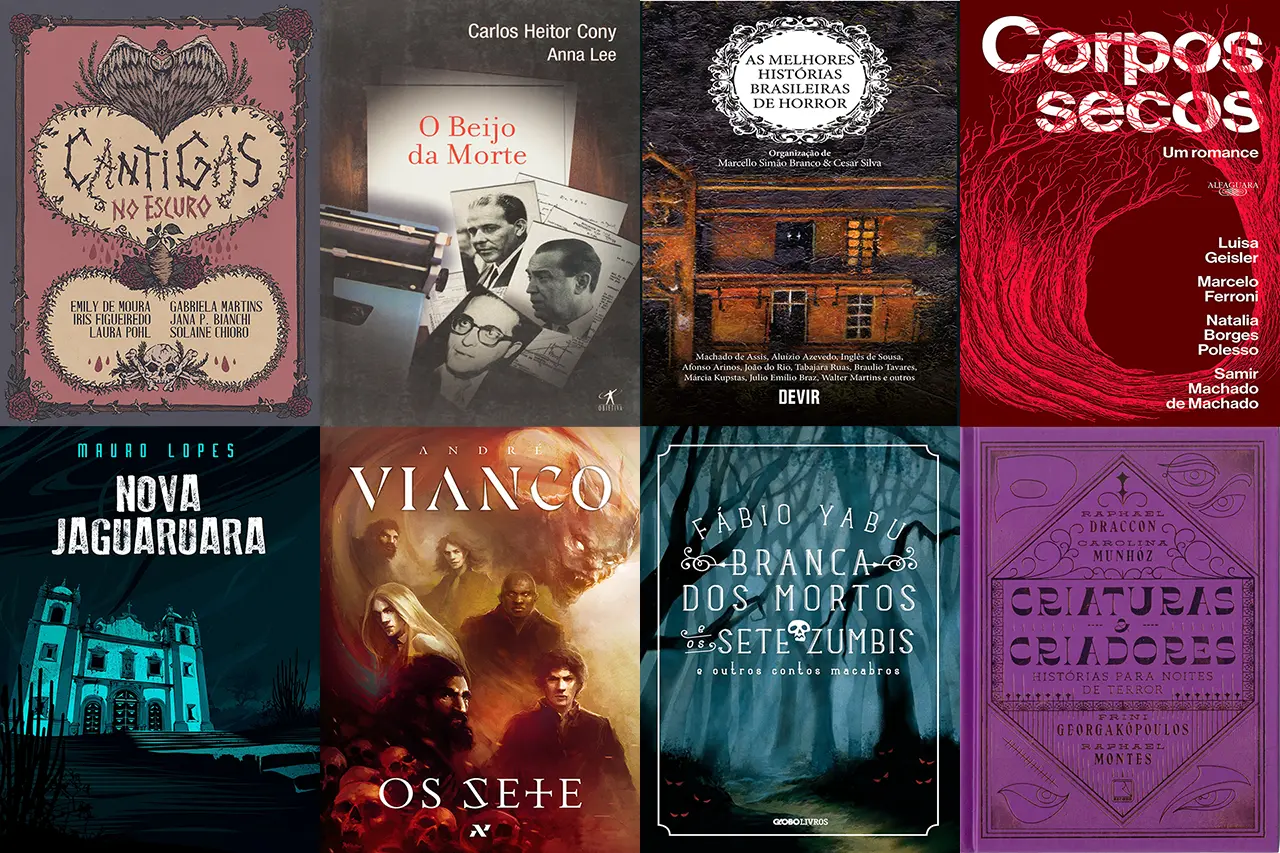 CANTIGAS
NO ESCURO
EMILY DE MOURA
IRIS FIGUEIREDO
LAURA POHL
GABRIELA MARTINS
JANA P. BIANCHI
SOLAINE CHIORO
Carlos Heitor Cony
Anna Lee
O Beijo
da Morte
OBJETIVA
AS MELHORES
HISTÓRIAS
BRASILEIRAS
DE HORROR
Organização de
Marcello Simão Branco & Cesar Silva
Machado de Assis, Aluizio Azevedo, Inglês de Sousa,
Afonso Arinos, João do Rio, Tabajara Ruas, Braulio Tavares,
Márcia Kupstas, Julio Emílio Braz, Walter Martins e outros
DEVIR
Corpos
secos
Um romance
ALFAGUARA
Luisa
Geisler
Marcelo
Ferroni
Natalia
Borges
Polesso
Samir
Machado
de Machado
MAURO LOPES
NOVA
JAGUARUARA
ANDRÉ
VIANCO
OS SETE
FÁBIO YABU
BRANCA
DOS MORTOS
e os SETE ZUMBIS
e outros contos macabros
GLOBOLIVROS
RAPHAEL
DRACCON
CAROLINA
MUNHÓZ
CRIATURAS
E
CRIADORES
HISTÓRIAS PARA NOITES
DE TERROR
FRINI
GEORGAKÓPOULOS
RAPHAEL
MONTES